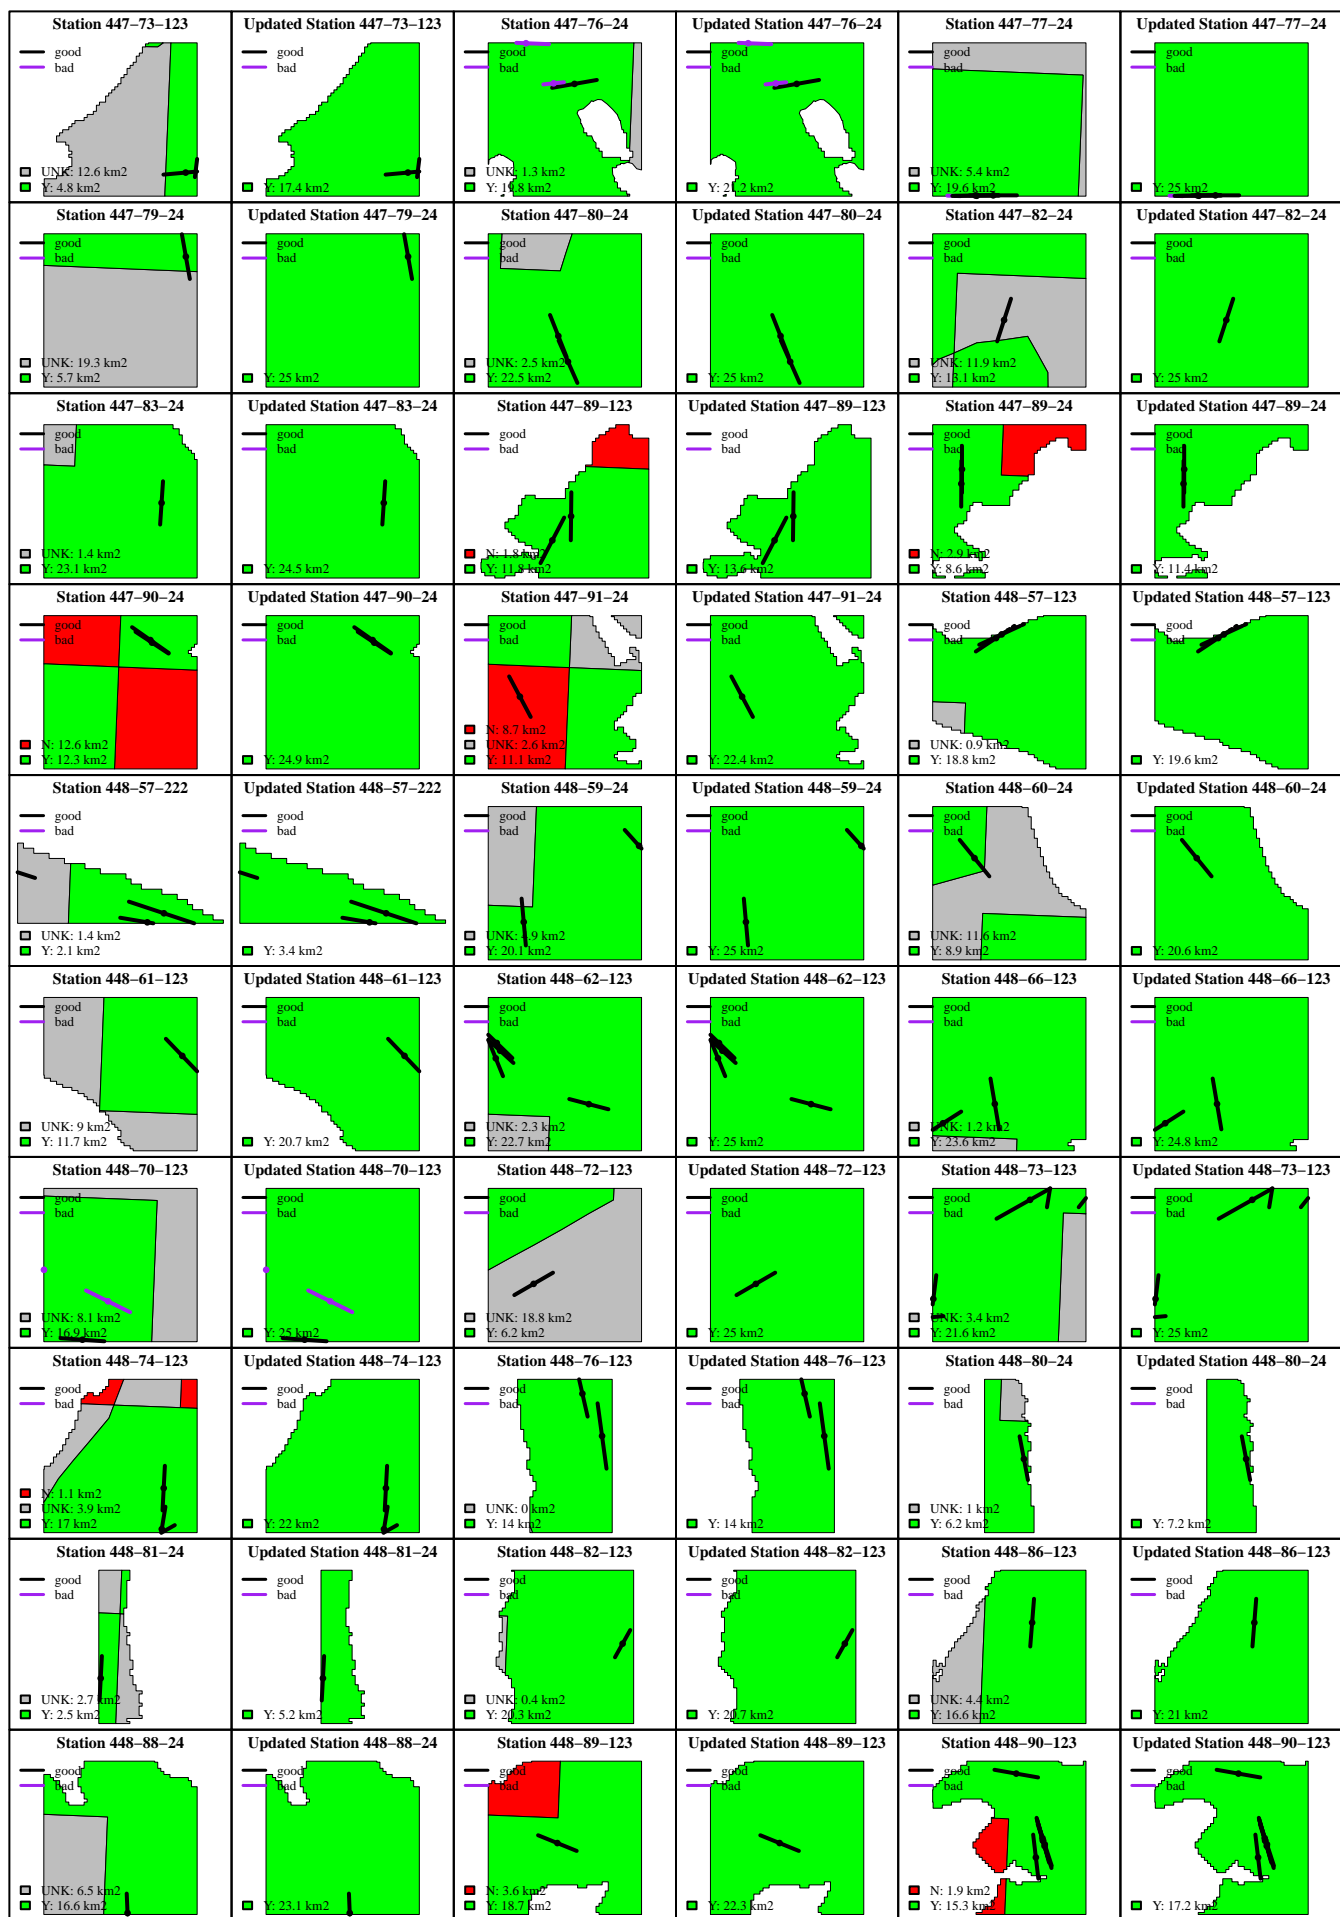 Station 447−73−123
good
bad
UNK: 12.6 km2
Y: 4.8 km2
Updated Station 447−73−123
good
bad
Y: 17.4 km2
Station 447−76−24
good
bad
UNK: 1.3 km2
Y: 19.8 km2
Updated Station 447−76−24
good
bad
Y: 21.2 km2
Station 447−77−24
good
bad
UNK: 5.4 km2
Y: 19.6 km2
Updated Station 447−77−24
good
bad
Y: 25 km2
Station 447−79−24
good
bad
UNK: 19.3 km2
Y: 5.7 km2
Updated Station 447−79−24
good
bad
Y: 25 km2
Station 447−80−24
good
bad
UNK: 2.5 km2
Y: 22.5 km2
Updated Station 447−80−24
good
bad
Y: 25 km2
Station 447−82−24
good
bad
UNK: 11.9 km2
Y: 13.1 km2
Updated Station 447−82−24
good
bad
Y: 25 km2
Station 447−83−24
good
bad
UNK: 1.4 km2
Y: 23.1 km2
Updated Station 447−83−24
good
bad
Y: 24.5 km2
Station 447−89−123
good
bad
N: 1.8 km2
Y: 11.8 km2
Updated Station 447−89−123
good
bad
Y: 13.6 km2
Station 447−89−24
good
bad
N: 2.9 km2
Y: 8.6 km2
Updated Station 447−89−24
good
bad
Y: 11.4 km2
Station 447−90−24
good
bad
N: 12.6 km2
Y: 12.3 km2
Updated Station 447−90−24
good
bad
Y: 24.9 km2
Station 447−91−24
good
bad
N: 8.7 km2
UNK: 2.6 km2
Y: 11.1 km2
Updated Station 447−91−24
good
bad
Y: 22.4 km2
Station 448−57−123
good
bad
UNK: 0.9 km2
Y: 18.8 km2
Updated Station 448−57−123
good
bad
Y: 19.6 km2
Station 448−57−222
good
bad
UNK: 1.4 km2
Y: 2.1 km2
Updated Station 448−57−222
good
bad
Y: 3.4 km2
Station 448−59−24
good
bad
UNK: 4.9 km2
Y: 20.1 km2
Updated Station 448−59−24
good
bad
Y: 25 km2
Station 448−60−24
good
bad
UNK: 11.6 km2
Y: 8.9 km2
Updated Station 448−60−24
good
bad
Y: 20.6 km2
Station 448−61−123
good
bad
UNK: 9 km2
Y: 11.7 km2
Updated Station 448−61−123
good
bad
Y: 20.7 km2
Station 448−62−123
good
bad
UNK: 2.3 km2
Y: 22.7 km2
Updated Station 448−62−123
good
bad
Y: 25 km2
Station 448−66−123
good
bad
UNK: 1.2 km2
Y: 23.6 km2
Updated Station 448−66−123
good
bad
Y: 24.8 km2
Station 448−70−123
good
bad
UNK: 8.1 km2
Y: 16.9 km2
Updated Station 448−70−123
good
bad
Y: 25 km2
Station 448−72−123
good
bad
UNK: 18.8 km2
Y: 6.2 km2
Updated Station 448−72−123
good
bad
Y: 25 km2
Station 448−73−123
good
bad
UNK: 3.4 km2
Y: 21.6 km2
Updated Station 448−73−123
good
bad
Y: 25 km2
Station 448−74−123
good
bad
N: 1.1 km2
UNK: 3.9 km2
Y: 17 km2
Updated Station 448−74−123
good
bad
Y: 22 km2
Station 448−76−123
good
bad
UNK: 0 km2
Y: 14 km2
Updated Station 448−76−123
good
bad
Y: 14 km2
Station 448−80−24
good
bad
UNK: 1 km2
Y: 6.2 km2
Updated Station 448−80−24
good
bad
Y: 7.2 km2
Station 448−81−24
good
bad
UNK: 2.7 km2
Y: 2.5 km2
Updated Station 448−81−24
good
bad
Y: 5.2 km2
Station 448−82−123
good
bad
UNK: 0.4 km2
Y: 20.3 km2
Updated Station 448−82−123
good
bad
Y: 20.7 km2
Station 448−86−123
good
bad
UNK: 4.4 km2
Y: 16.6 km2
Updated Station 448−86−123
good
bad
Y: 21 km2
Station 448−88−24
good
bad
UNK: 6.5 km2
Y: 16.6 km2
Updated Station 448−88−24
good
bad
Y: 23.1 km2
Station 448−89−123
good
bad
N: 3.6 km2
Y: 18.7 km2
Updated Station 448−89−123
good
bad
Y: 22.3 km2
Station 448−90−123
good
bad
N: 1.9 km2
Y: 15.3 km2
Updated Station 448−90−123
good
bad
Y: 17.2 km2